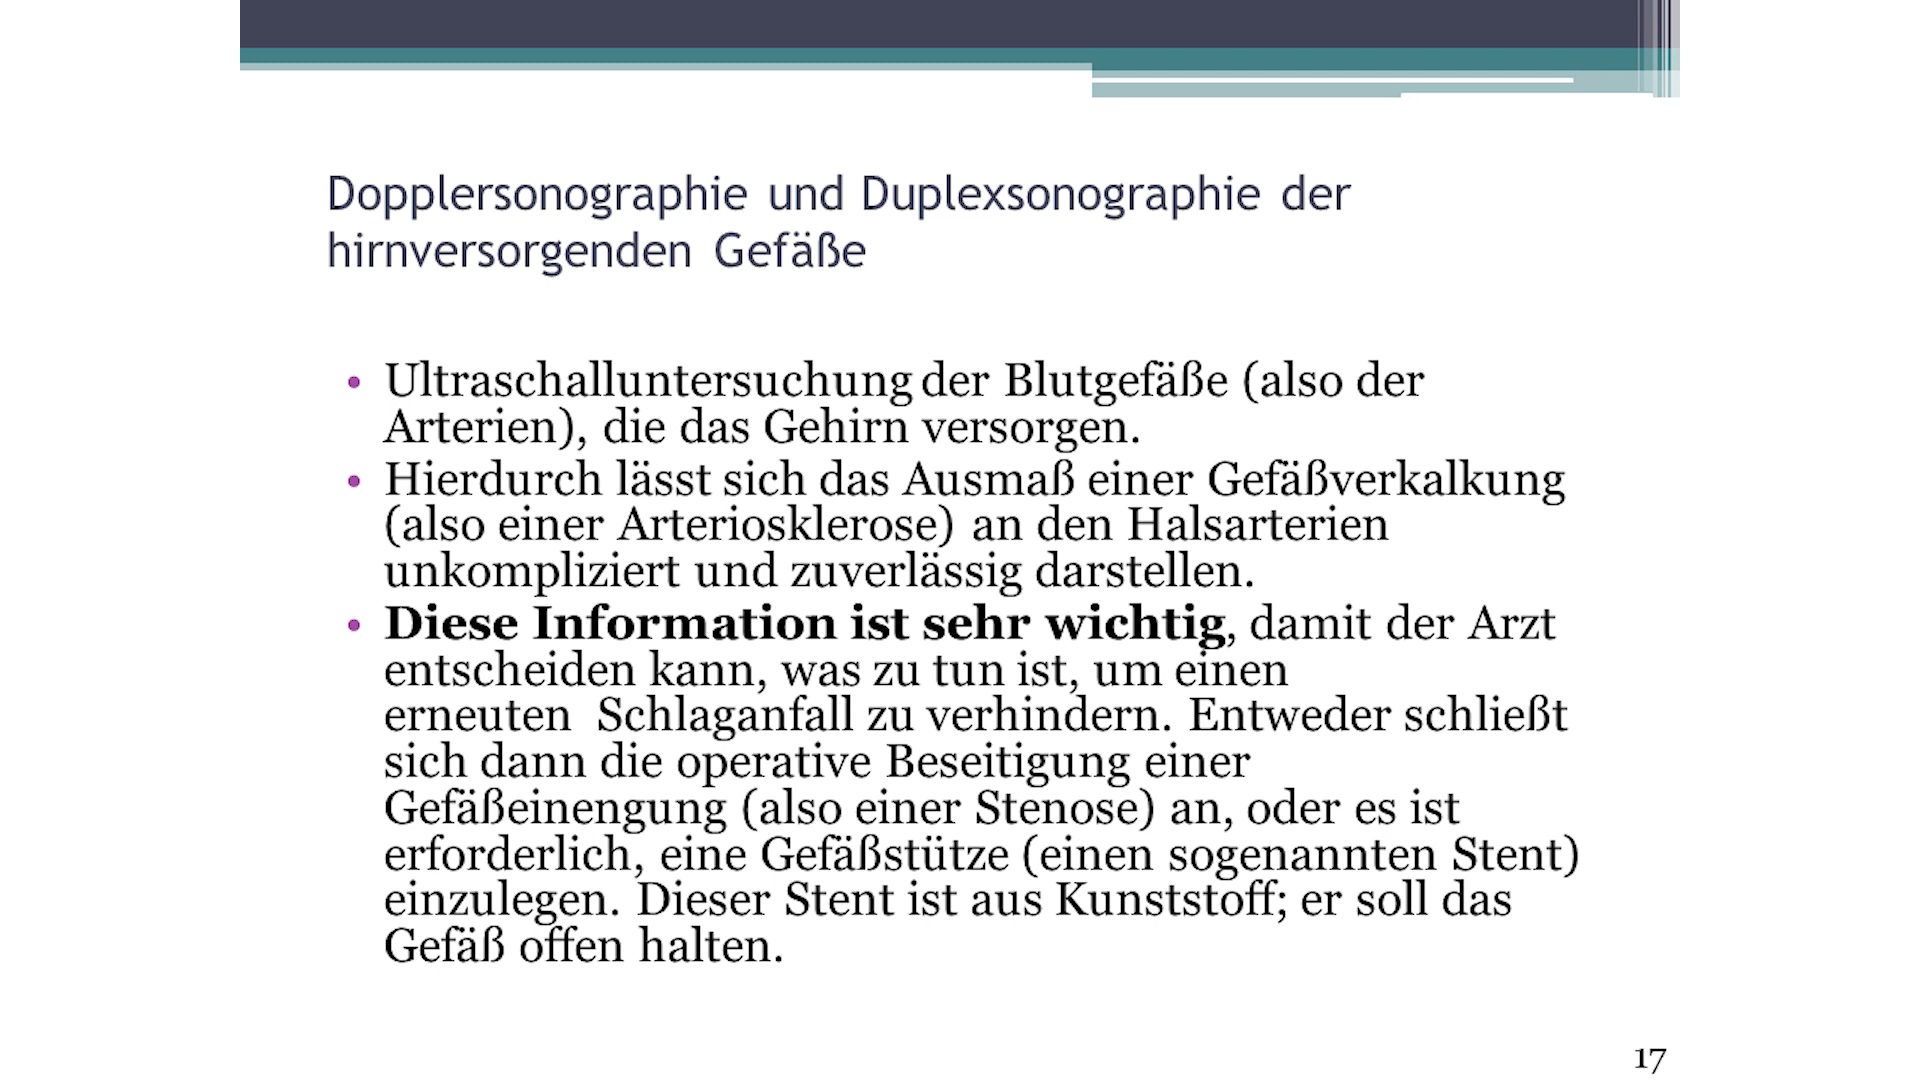 Dopplersonographie und Duplexsonographie der
hirnversorgenden Gefäße
• Ultraschalluntersuchung der Blutgefäße (also der
Arterien), die das Gehirn versorgen.
• Hierdurch lässt sich das Ausmaß einer Gefäßverkalkung
(also einer Arteriosklerose) an den Halsarterien
unkompliziert und zuverlässig darstellen.
• Diese Information ist sehr wichtig, damit der Arzt
entscheiden kann, was zu tun ist, um einen
erneuten  Schlaganfall zu verhindern. Entweder schließt
sich dann die operative Beseitigung einer
Gefäßeinengung (also einer Stenose) an, oder es ist
erforderlich, eine Gefäßstütze (einen sogenannten Stent)
einzulegen. Dieser Stent ist aus Kunststoff; er soll das
Gefäß offen halten.
17